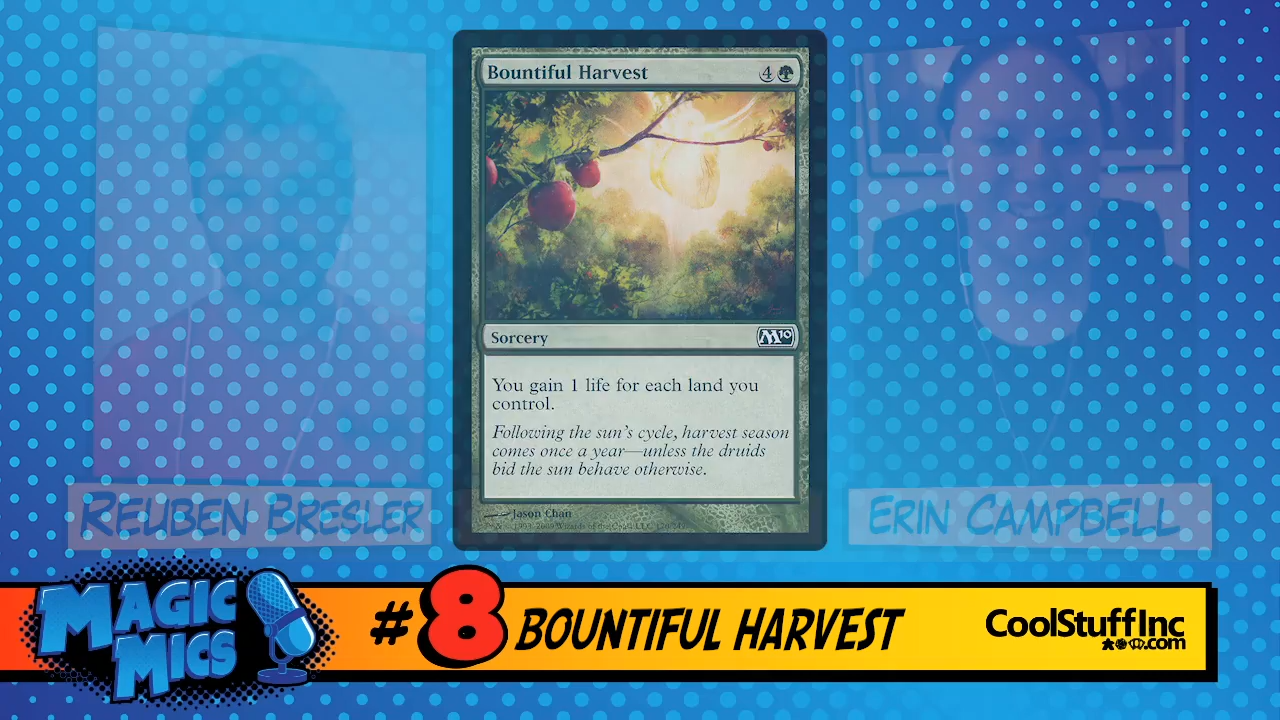 Bountiful Harvest 4
Sorcery
M10
You gain 1 life for each land you
control.
Following the sun's cycle, harvest season
comes once a year—unless the druids
bid the sun behave otherwise.
Jason Chan
REUBEN BRESLER
ERIN CAMPBELL
MAGIC
MICS
#8 BOUNTIFUL HARVEST
CoolStuffInc
.com